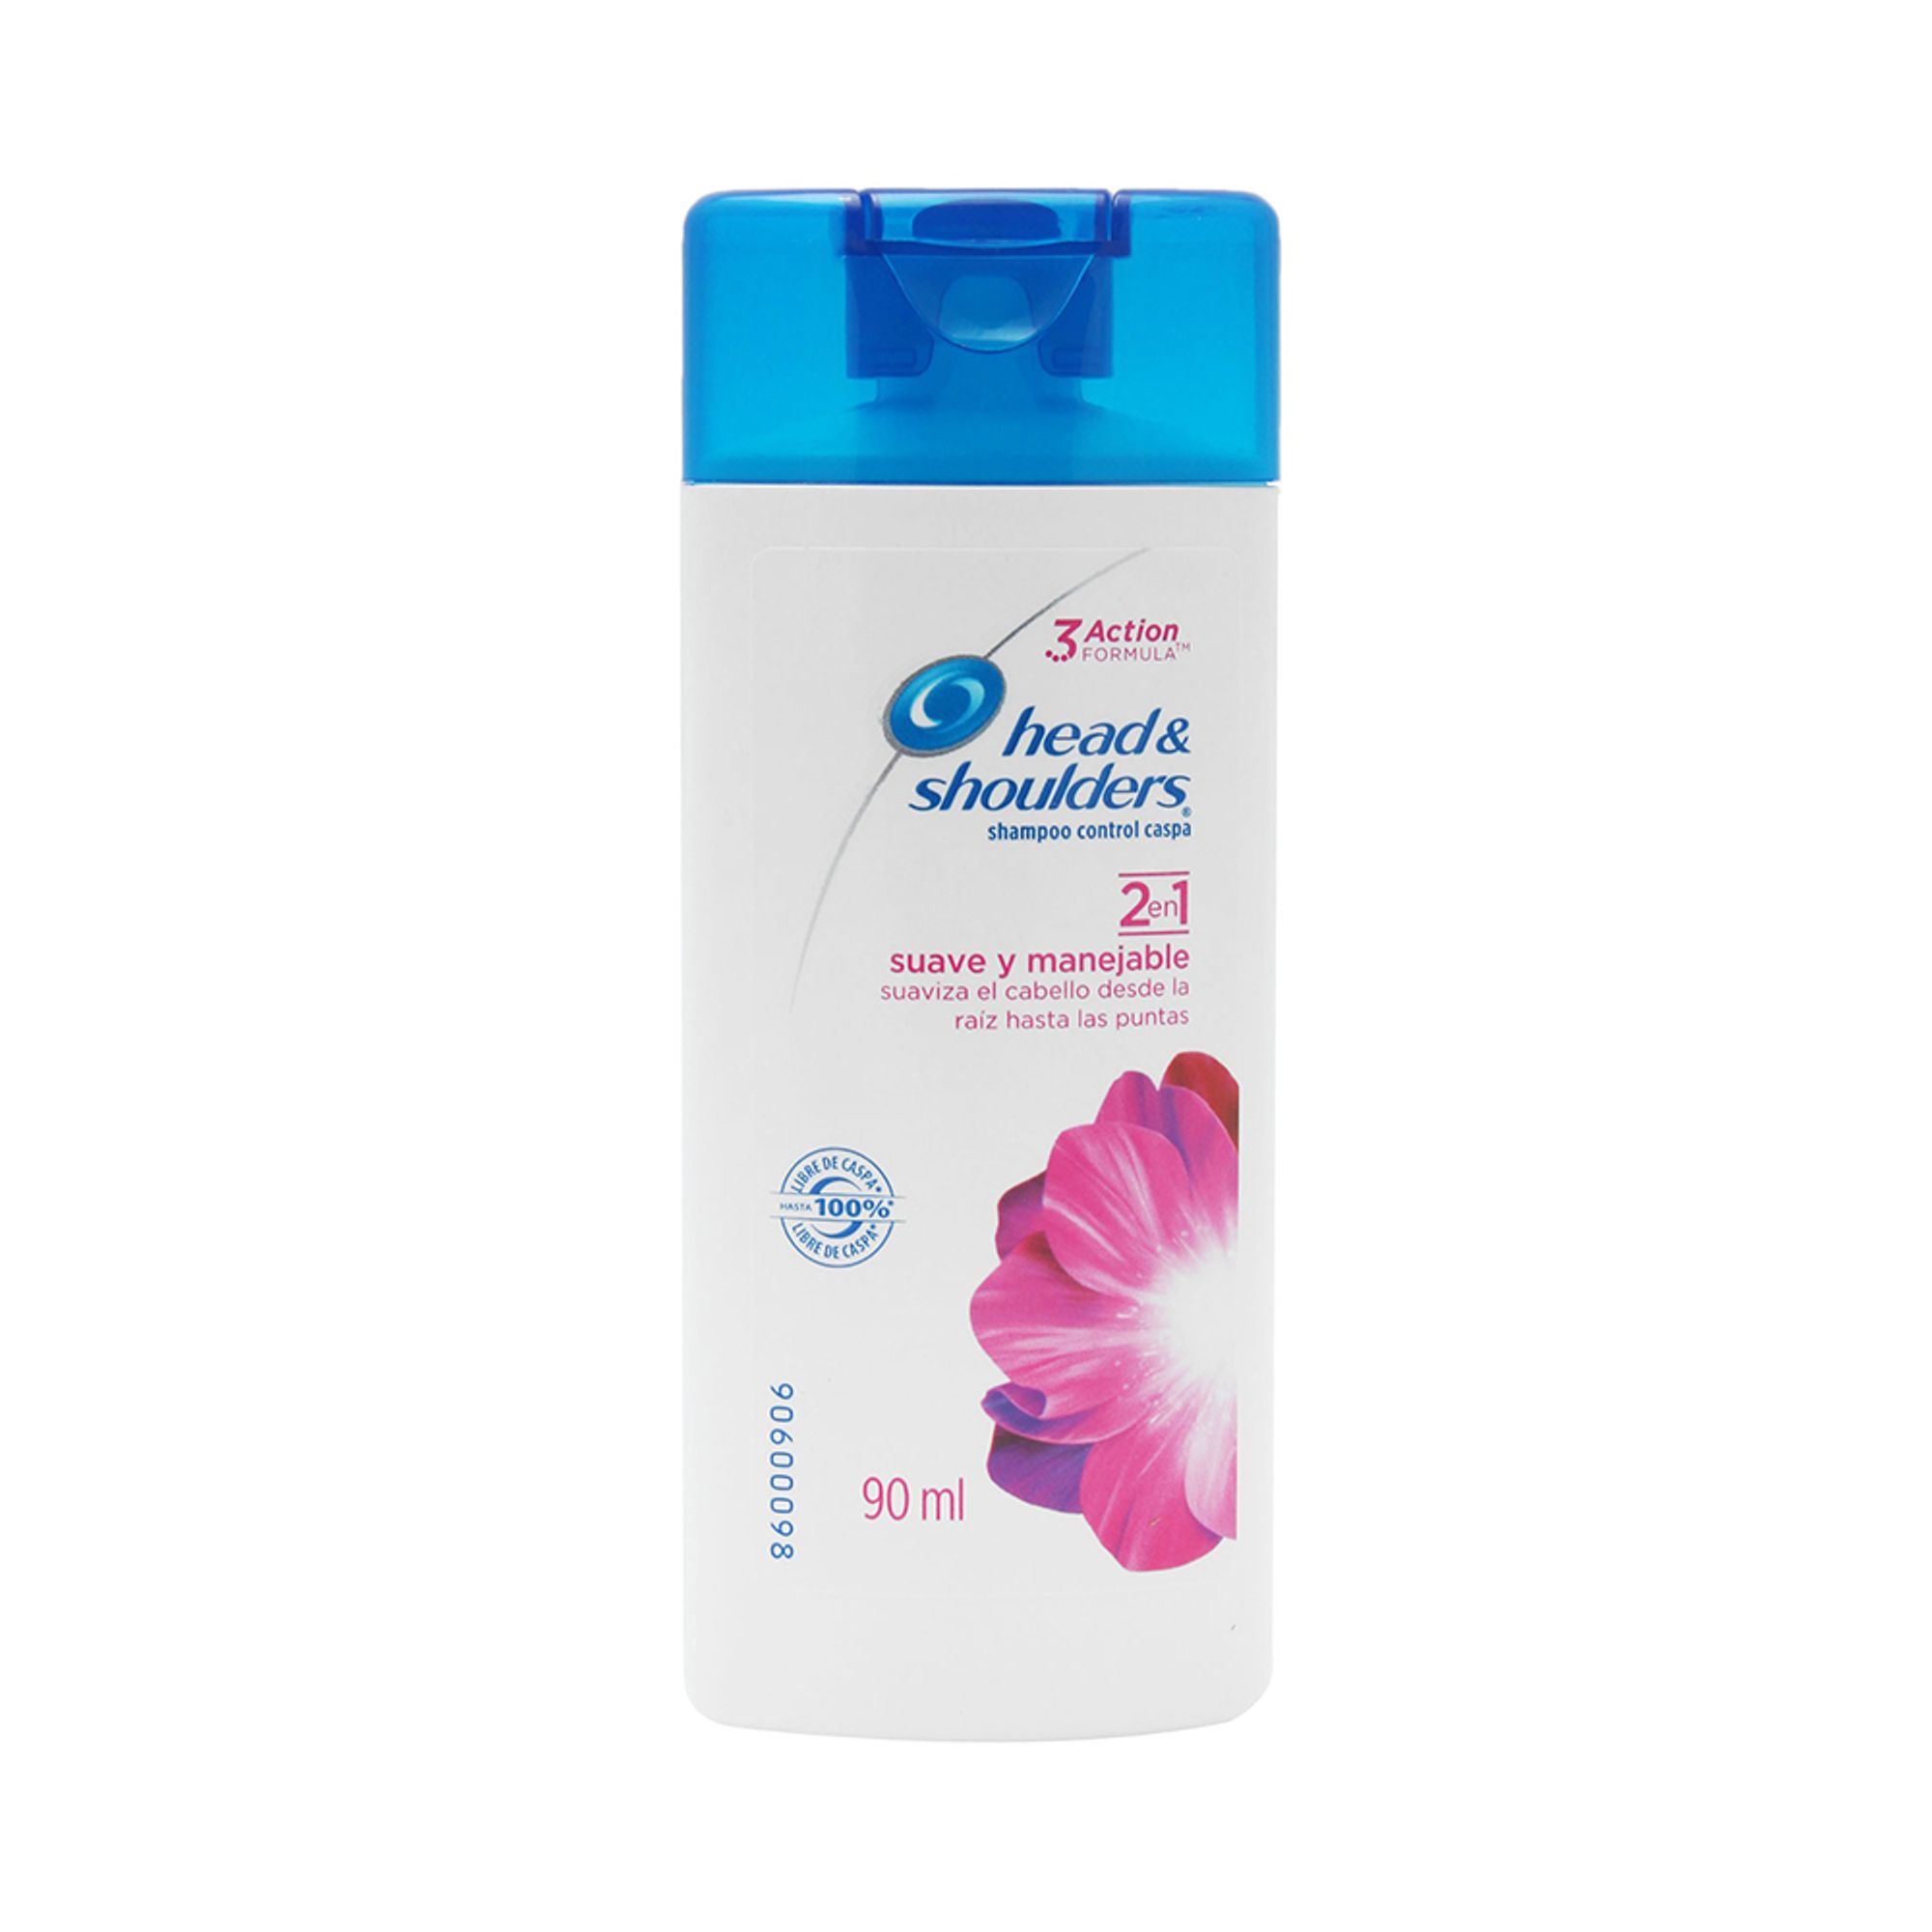 3 Action
FORMULA™
head &
shoulders®
shampoo control caspa
2en1
suave y manejable
suaviza el cabello desde la
raíz hasta las puntas
LIBRE DE CASPA*
HASTA 100%*
LIBRE DE CASPA*
90 ml
86000906